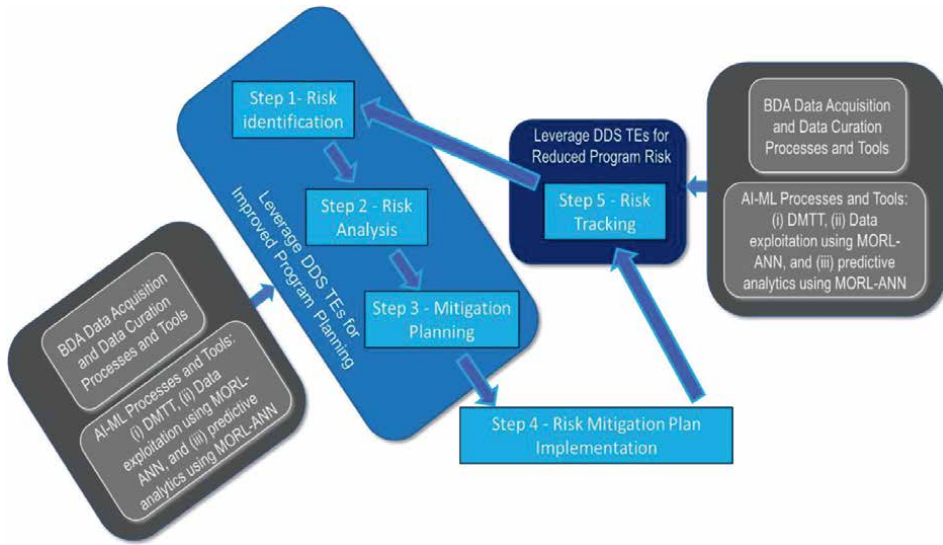 Step 1- Risk
identification
Step 2 - Risk
Analysis
Step 3 - Mitigation
Planning
Leverage DDS TEs for
Improved Program Planning
BDA Data Acquisition
and Data Curation
Processes and Tools
AI-ML Processes and Tools:
(i) DMTT, (ii) Data
exploitation using MORL-
ANN, and (iii) predictive
analytics using MORL-ANN
Step 4 - Risk Mitigation Plan
Implementation
Leverage DDS TEs for
Reduced Program Risk
Step 5 - Risk
Tracking
BDA Data Acquisition
and Data Curation
Processes and Tools
AI-ML Processes and Tools:
(i) DMTT, (ii) Data
exploitation using MORL-
ANN, and (iii) predictive
analytics using MORL-ANN